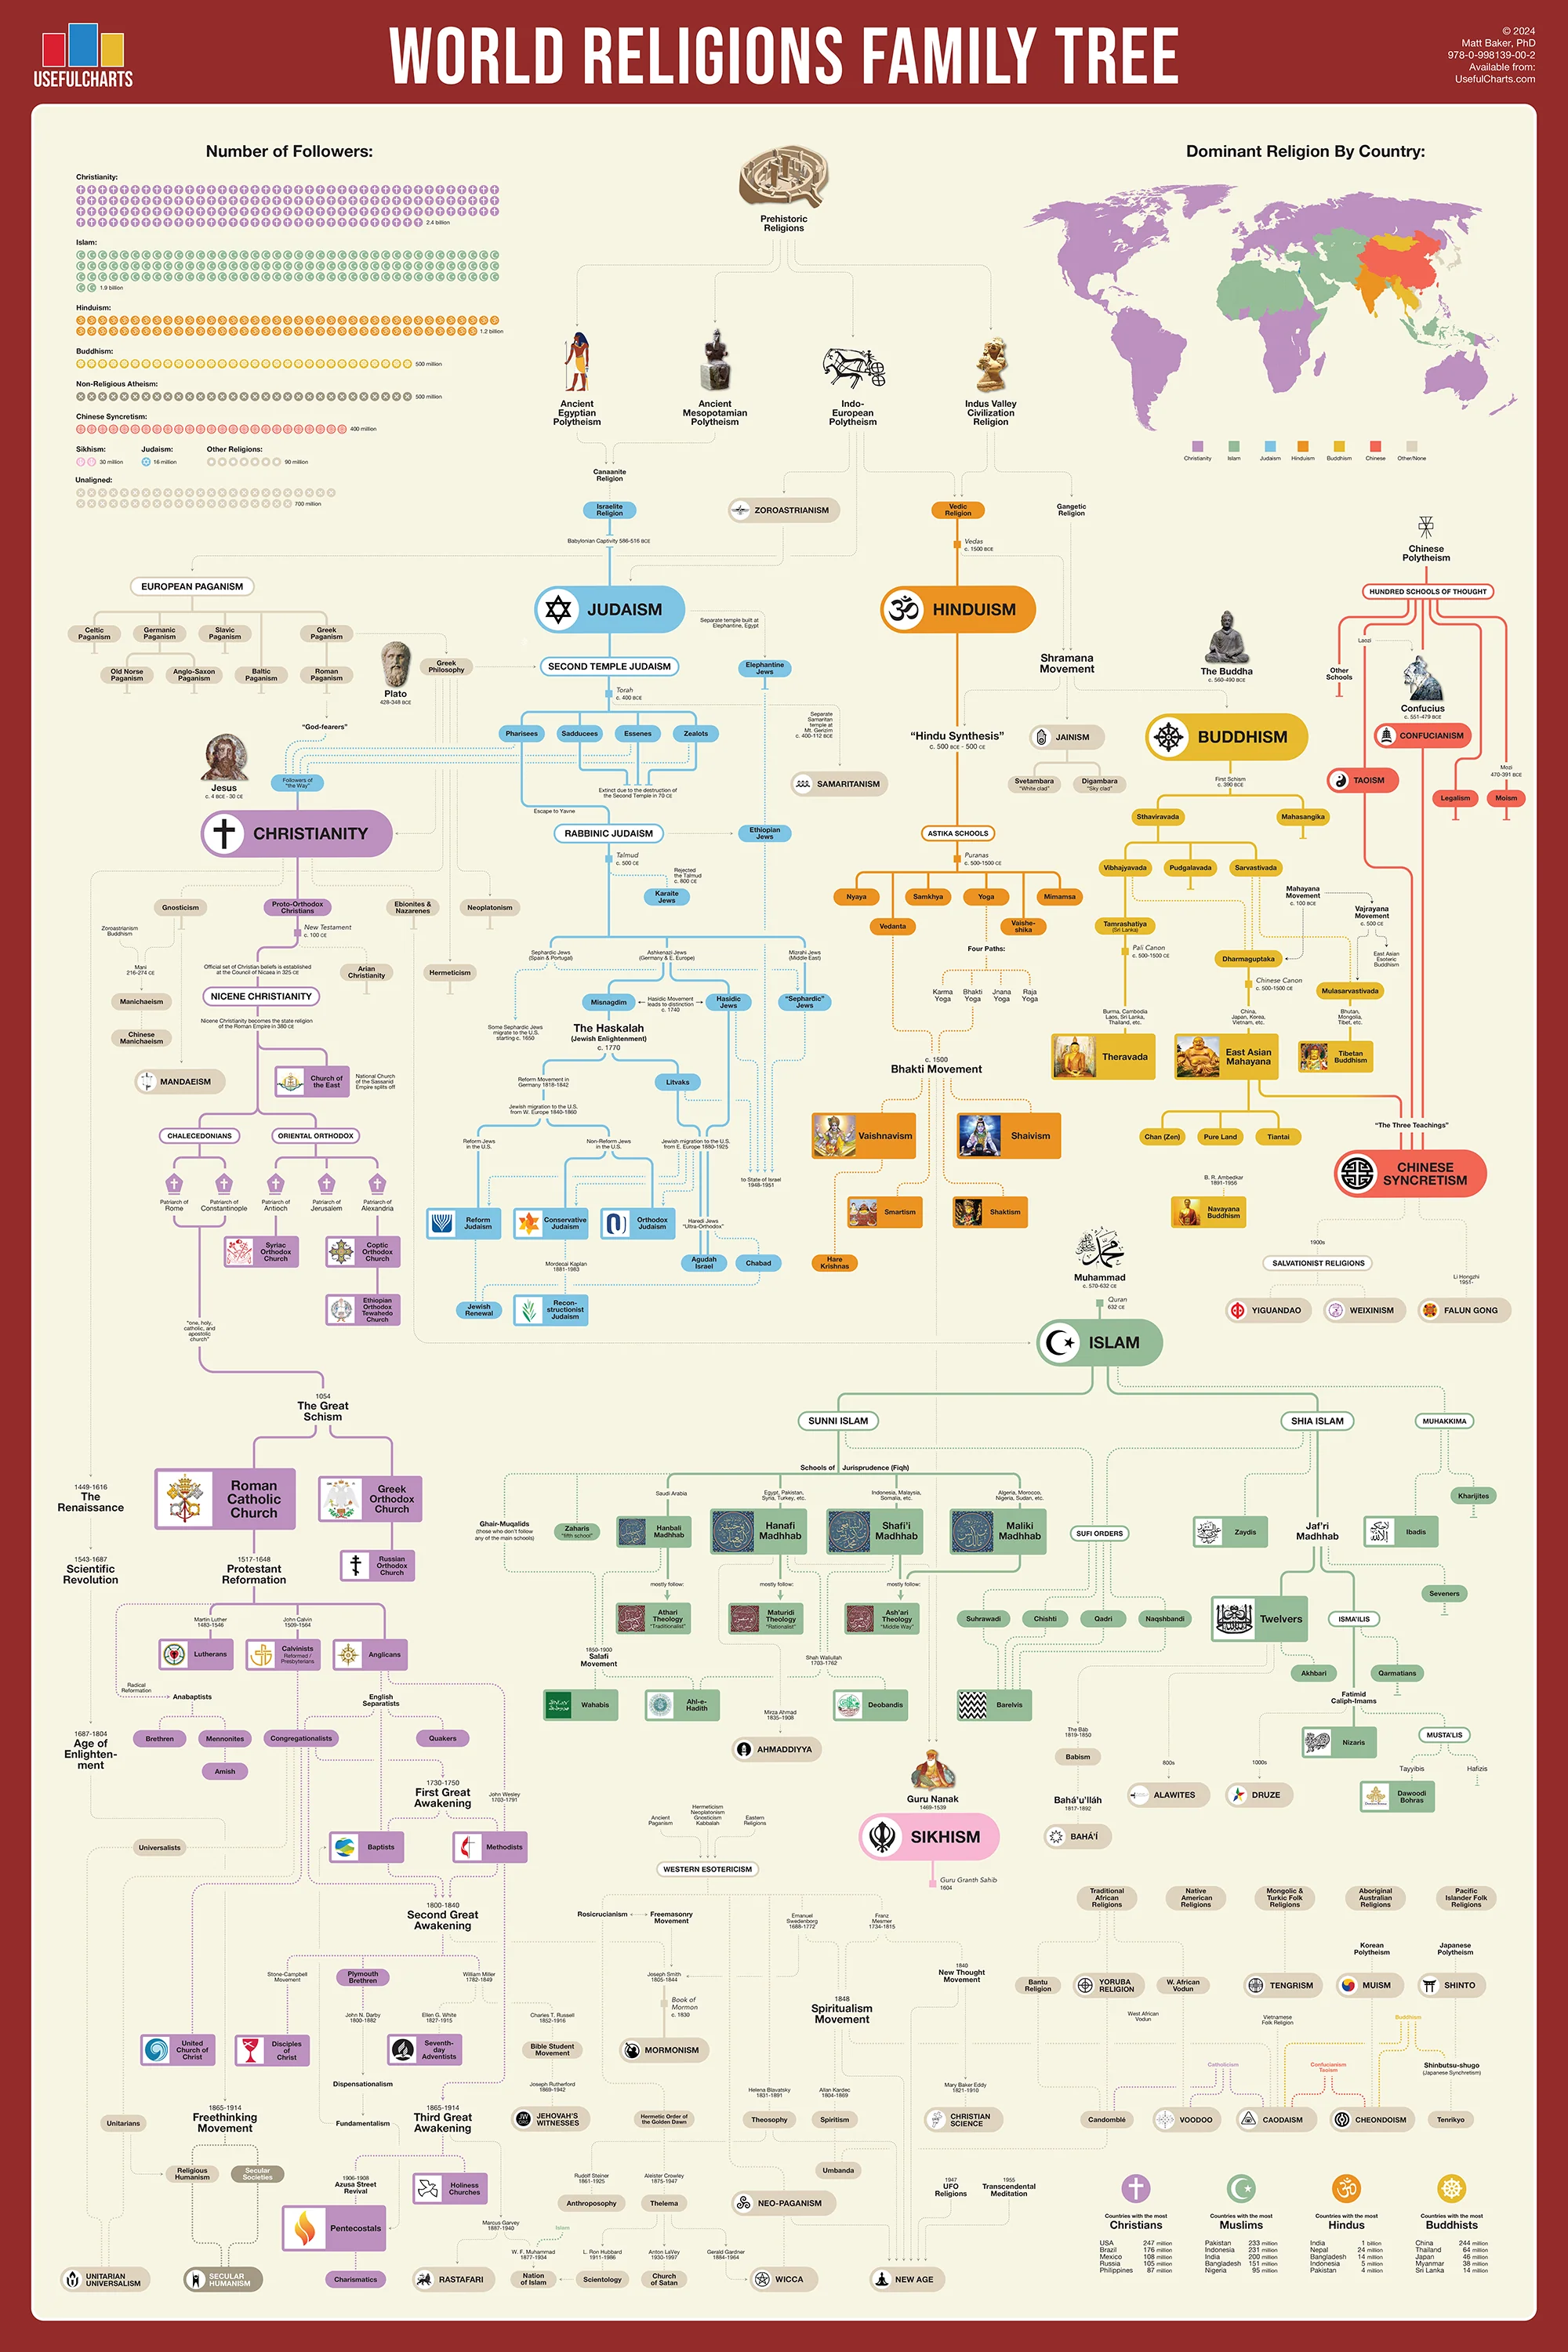 USEFULCHARTS
WORLD RELIGIONS FAMILY TREE
© 2024
Matt Baker, PhD
978-0-998139-00-2
Available from:
UsefulCharts.com
Number of Followers:
Christianity:
2.4 billion
Islam:
1.9 billion
Hinduism:
1.2 billion
Buddhism:
500 million
Non-Religious Atheism:
500 million
Chinese Syncretism:
400 million
Sikhism:
30 million
Judaism:
16 million
Other Religions:
90 million
Unaligned:
700 million
Dominant Religion By Country:
Christianity
Islam
Judaism
Hinduism
Buddhism
Chinese
Other/None
Prehistoric
Religions
Ancient
Egyptian
Polytheism
Ancient
Mesopotamian
Polytheism
Indo-
European
Polytheism
Indus Valley
Civilization
Religion
Canaanite
Religion
Israelite
Religion
Babylonian Captivity 586-516 BCE
ZOROASTRIANISM
Vedic
Religion
Gangetic
Religion
Vedas
c. 1500 BCE
Chinese
Polytheism
HUNDRED SCHOOLS OF THOUGHT
EUROPEAN PAGANISM
Celtic
Paganism
Germanic
Paganism
Slavic
Paganism
Greek
Paganism
Old Norse
Paganism
Anglo-Saxon
Paganism
Baltic
Paganism
Roman
Paganism
Plato
428-348 BCE
Greek
Philosophy
JUDAISM
Separate temple built at
Elephantine, Egypt
SECOND TEMPLE JUDAISM
Elephantine
Jews
Torah
c. 400 BCE
HINDUISM
Shramana
Movement
The Buddha
c. 560-490 BCE
Laozi
Other
Schools
Confucius
c. 551-479 BCE
CONFUCIANISM
TAOISM
Mozi
470-391 BCE
Legalism
Moism
"God-fearers"
Jesus
c. 4 BCE - 30 CE
Followers of
"the Way"
Pharisees
Sadducees
Essenes
Zealots
Separate
Samaritan
temple at
Mt. Gerizim
c. 400-112 BCE
SAMARITANISM
Extinct due to the destruction of
the Second Temple in 70 CE
Escape to Yavne
"Hindu Synthesis"
c. 500 BCE - 500 CE
JAINISM
Svetambara
"White clad"
Digambara
"Sky clad"
BUDDHISM
First Schism
c. 390 BCE
Sthaviravada
Mahasangika
CHRISTIANITY
RABBINIC JUDAISM
Ethiopian
Jews
Talmud
c. 500 CE
Rejected
the Talmud
c. 800 CE
Karaite
Jews
ASTIKA SCHOOLS
Puranas
c. 500-1500 CE
Nyaya
Samkhya
Yoga
Mimamsa
Vedanta
Vaishe-
shika
Four Paths:
Karma
Yoga
Bhakti
Yoga
Jnana
Yoga
Raja
Yoga
Vibhajyavada
Pudgalavada
Sarvastivada
Mahayana
Movement
c. 100 BCE
Vajrayana
Movement
c. 500 CE
East Asian
Esoteric
Buddhism
Tamrashatiya
(Sri Lanka)
Pali Canon
c. 500-1500 CE
Dharmaguptaka
Chinese Canon
c. 500-1500 CE
Mulasarvastivada
Burma, Cambodia
Laos, Sri Lanka,
Thailand, etc.
China,
Japan, Korea,
Vietnam, etc.
Bhutan,
Mongolia,
Tibet, etc.
Theravada
East Asian
Mahayana
Tibetan
Buddhism
Chan (Zen)
Pure Land
Tiantai
"The Three Teachings"
CHINESE
SYNCRETISM
B. R. Ambedkar
1891-1956
Navayana
Buddhism
1900s
SALVATIONIST RELIGIONS
Li Hongzhi
1951-
YIGUANDAO
WEIXINISM
FALUN GONG
Gnosticism
Proto-Orthodox
Christians
Ebionites &
Nazarenes
Neoplatonism
New Testament
c. 100 CE
Zoroastrianism
Buddhism
Mani
216-274 CE
Official set of Christian beliefs is established
at the Council of Nicaea in 325 CE
Arian
Christianity
Hermeticism
Manichaeism
Chinese
Manichaeism
NICENE CHRISTIANITY
Nicene Christianity becomes the state religion
of the Roman Empire in 380 CE
MANDAEISM
Church of
the East
National Church
of the Sassanid
Empire splits off
CHALECEDONIANS
ORIENTAL ORTHODOX
Patriarch of
Rome
Patriarch of
Constantinople
Patriarch of
Antioch
Patriarch of
Jerusalem
Patriarch of
Alexandria
Syriac
Orthodox
Church
Coptic
Orthodox
Church
Ethiopian
Orthodox
Tewahedo
Church
"one, holy,
catholic, and
apostolic
church"
Sephardic Jews
(Spain & Portugal)
Ashkenazi Jews
(Germany & E. Europe)
Mizrahi Jews
(Middle East)
Misnagdim
Hasidic Movement
leads to distinction
c. 1740
Hasidic
Jews
"Sephardic"
Jews
Some Sephardic Jews
migrate to the U.S.
starting c. 1650
The Haskalah
(Jewish Enlightenment)
c. 1770
Reform Movement in
Germany 1818-1842
Litvaks
Jewish migration to the U.S.
from W. Europe 1840-1860
Reform Jews
in the U.S.
Non-Reform Jews
in the U.S.
Jewish migration to the U.S.
from E. Europe 1880-1925
to State of Israel
1948-1951
Reform
Judaism
Conservative
Judaism
Orthodox
Judaism
Haredi Jews
"Ultra-Orthodox"
Mordecai Kaplan
1881-1983
Agudah
Israel
Chabad
Jewish
Renewal
Recon-
structionist
Judaism
c. 1500
Bhakti Movement
Vaishnavism
Shaivism
Smartism
Shaktism
Hare
Krishnas
Muhammad
c. 570-632 CE
Quran
632 CE
ISLAM
SUNNI ISLAM
SHIA ISLAM
MUHAKKIMA
Schools of Jurisprudence (Fiqh)
Ghair-Muqalids
(those who don't follow
any of the main schools)
Zaharis
"fifth school"
Saudi Arabia
Hanbali
Madhhab
Egypt, Pakistan,
Syria, Turkey, etc.
Hanafi
Madhhab
Indonesia, Malaysia,
Somalia, etc.
Shafi'i
Madhhab
Algeria, Morocco,
Nigeria, Sudan, etc.
Maliki
Madhhab
SUFI ORDERS
Zaydis
Jaf'ri
Madhhab
Ibadis
Kharijites
mostly follow:
mostly follow:
mostly follow:
Athari
Theology
"Traditionalist"
Maturidi
Theology
"Rationalist"
Ash'ari
Theology
"Middle Way"
Suhrawadi
Chishti
Qadri
Naqshbandi
Twelvers
ISMA'ILIS
Seveners
Akhbari
Qarmatians
1850-1900
Salafi
Movement
Shah Waliullah
1703-1762
Wahabis
Ahl-e-
Hadith
Deobandis
Barelvis
Mirza Ahmad
1835-1908
AHMADDIYYA
Fatimid
Caliph-Imams
Nizaris
MUSTA'LIS
Tayyibis
Hafizis
Dawoodi
Bohras
The Báb
1819-1850
Babism
Bahá'u'lláh
1817-1892
BAHÁ'Í
800s
ALAWITES
1000s
DRUZE
Guru Nanak
1469-1539
SIKHISM
Guru Granth Sahib
1604
1054
The Great
Schism
Roman
Catholic
Church
Greek
Orthodox
Church
Russian
Orthodox
Church
1449-1616
The
Renaissance
1543-1687
Scientific
Revolution
1517-1648
Protestant
Reformation
Martin Luther
1483-1546
John Calvin
1509-1564
Lutherans
Calvinists
Reformed /
Presbyterians
Anglicans
Radical
Reformation
Anabaptists
English
Separatists
Brethren
Mennonites
Congregationalists
Quakers
Amish
1687-1804
Age of
Enlighten-
ment
1730-1750
First Great
Awakening
John Wesley
1703-1791
Universalists
Baptists
Methodists
1800-1840
Second Great
Awakening
Stone-Campbell
Movement
Plymouth
Brethren
William Miller
1782-1849
John N. Darby
1800-1882
Ellen G. White
1827-1915
Charles T. Russell
1852-1916
United
Church of
Christ
Disciples
of
Christ
Seventh-
day
Adventists
Bible Student
Movement
Dispensationalism
Joseph Rutherford
1869-1942
JEHOVAH'S
WITNESSES
Unitarians
1865-1914
Freethinking
Movement
Fundamentalism
1865-1914
Third Great
Awakening
Religious
Humanism
Secular
Societies
1906-1908
Azusa Street
Revival
Holiness
Churches
Pentecostals
Marcus Garvey
1887-1940
UNITARIAN
UNIVERSALISM
SECULAR
HUMANISM
Charismatics
RASTAFARI
Ancient
Paganism
Hermeticism
Neoplatonism
Gnosticism
Kabbalah
Eastern
Religions
WESTERN ESOTERICISM
Rosicrucianism
Freemasonry
Movement
Emanuel
Swedenborg
1688-1772
Franz
Mesmer
1734-1815
Joseph Smith
1805-1844
Book of
Mormon
c. 1830
MORMONISM
1848
Spiritualism
Movement
1840
New Thought
Movement
Helena Blavatsky
1831-1891
Allan Kardec
1804-1869
Mary Baker Eddy
1821-1910
Hermetic Order of
the Golden Dawn
Theosophy
Spiritism
CHRISTIAN
SCIENCE
Umbanda
Rudolf Steiner
1861-1925
Aleister Crowley
1875-1947
Anthroposophy
Thelema
NEO-PAGANISM
1947
UFO
Religions
1955
Transcendental
Meditation
Islam
W. F. Muhammad
1877-1934
L. Ron Hubbard
1911-1986
Anton LaVey
1930-1997
Gerald Gardner
1884-1964
Nation
of Islam
Scientology
Church
of Satan
WICCA
NEW AGE
Traditional
African
Religions
Native
American
Religions
Mongolic &
Turkic Folk
Religions
Aboriginal
Australian
Religions
Pacific
Islander Folk
Religions
Korean
Polytheism
Japanese
Polytheism
Bantu
Religion
YORUBA
RELIGION
W. African
Vodun
TENGRISM
MUISM
SHINTO
West African
Vodun
Vietnamese
Folk Religion
Buddhism
Catholicism
Confucianism
Taoism
Shinbutsu-shugo
(Japanese Synchretism)
Candomblé
VOODOO
CAODAISM
CHEONDOISM
Tenrikyo
Countries with the most
Christians
USA 247 million
Brazil 176 million
Mexico 108 million
Russia 105 million
Philippines 87 million
Countries with the most
Muslims
Pakistan 233 million
Indonesia 231 million
India 200 million
Bangladesh 151 million
Nigeria 95 million
Countries with the most
Hindus
India 1 billion
Nepal 24 million
Bangladesh 14 million
Indonesia 5 million
Pakistan 4 million
Countries with the most
Buddhists
China 244 million
Thailand 64 million
Japan 46 million
Myanmar 38 million
Sri Lanka 14 million